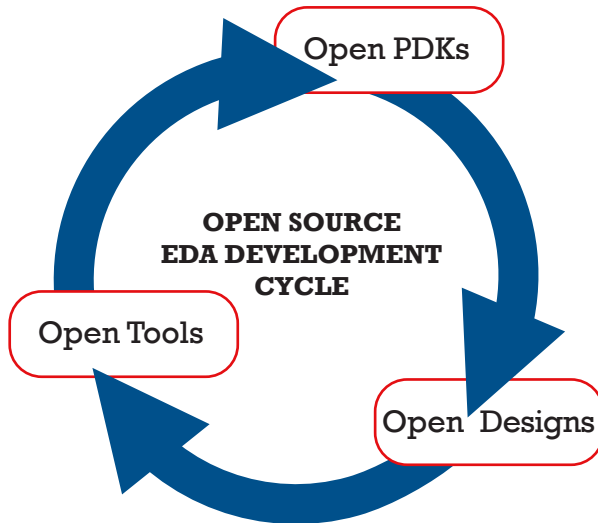 Open PDKs
OPEN SOURCE
EDA DEVELOPMENT
CYCLE
Open Tools
Open Designs